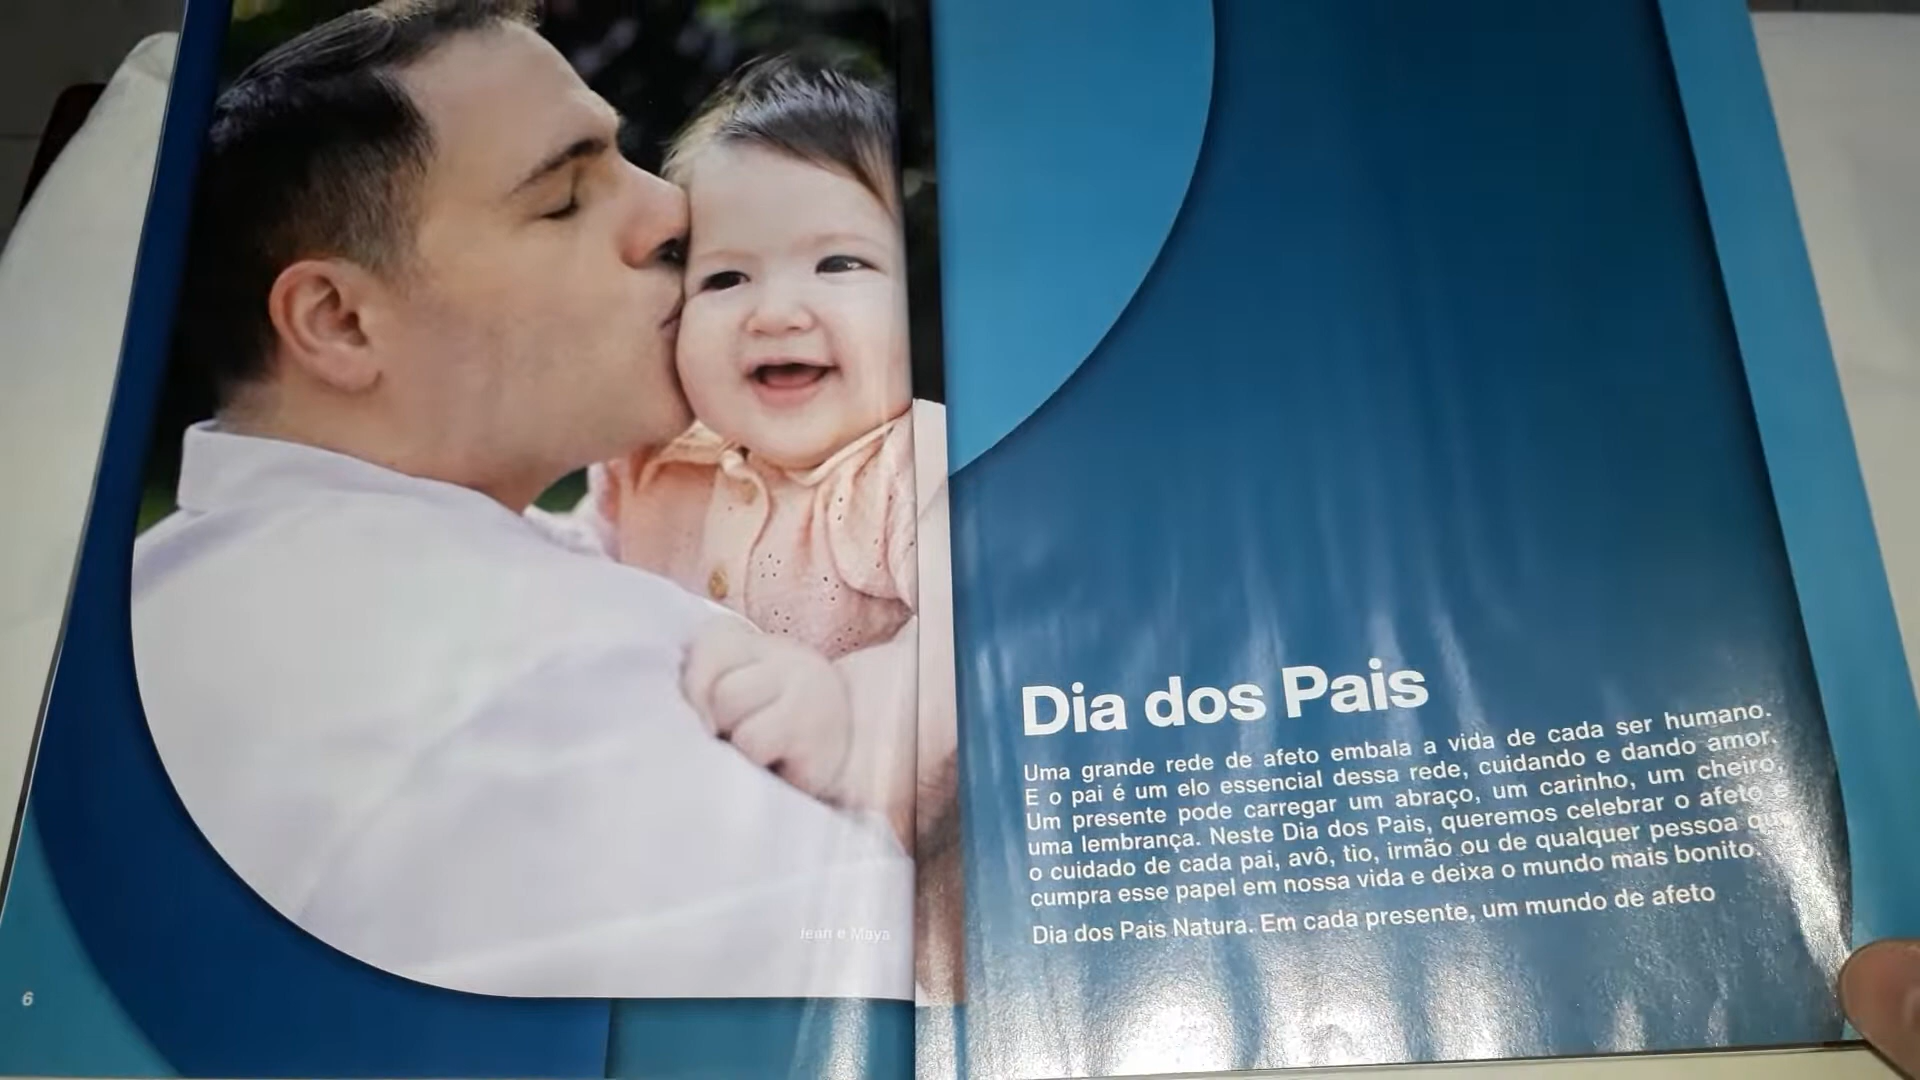 Jean e Maya
6
Dia dos Pais
Uma grande rede de afeto embala a vida de cada ser humano.
E o pai é um elo essencial dessa rede, cuidando e dando amor.
Um presente pode carregar um abraço, um carinho, um cheiro,
uma lembrança. Neste Dia dos Pais, queremos celebrar o afeto e
o cuidado de cada pai, avô, tio, irmão ou de qualquer pessoa que
cumpra esse papel em nossa vida e deixa o mundo mais bonito.
Dia dos Pais Natura. Em cada presente, um mundo de afeto